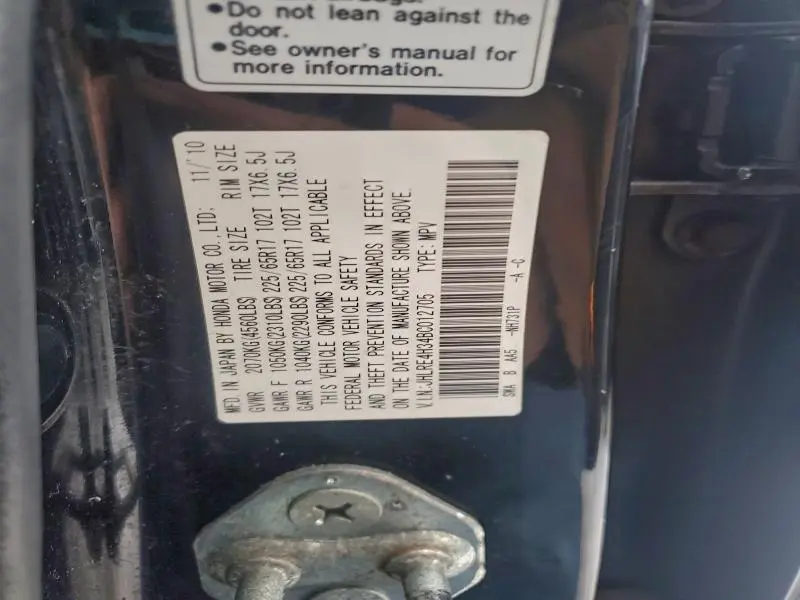 •Do not lean against the
door.
•See owner's manual for
more information.
MFD. IN JAPAN BY HONDA MOTOR CO., LTD; 11/'10
GVWR 2070KG(4560LBS) TIRE SIZE RIM SIZE
GAWR F 1050KG(2310LBS) 225/65R17 102T 17X6.5J
GAWR R 1040KG(2290LBS) 225/65R17 102T 17X6.5J
THIS VEHICLE CONFORMS TO ALL APPLICABLE
FEDERAL MOTOR VEHICLE SAFETY
AND THEFT PREVENTION STANDARDS IN EFFECT
ON THE DATE OF MANUFACTURE SHOWN ABOVE.
V.I.N:JHLRE4H34BC012705 TYPE: MPV
SWA B AA5 -NH731P -A -C